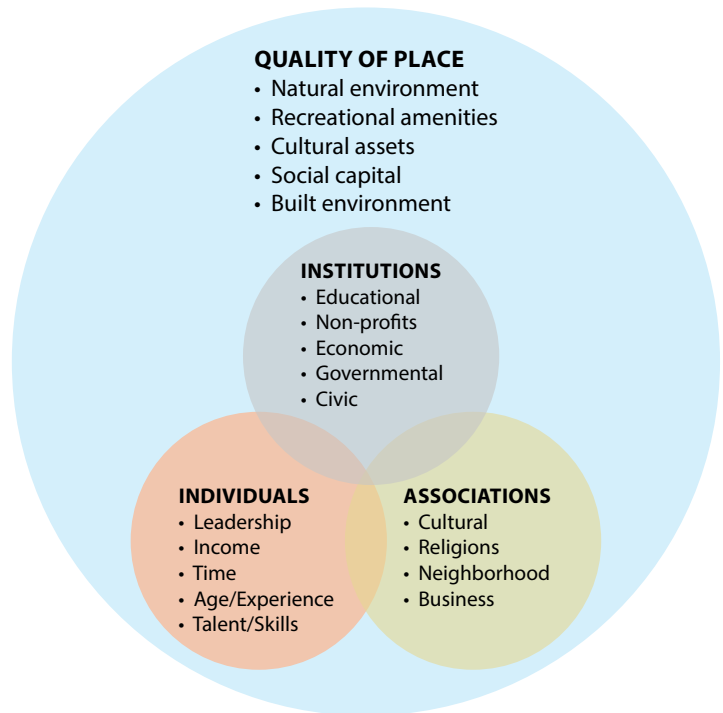 QUALITY OF PLACE
• Natural environment
• Recreational amenities
• Cultural assets
• Social capital
• Built environment
INSTITUTIONS
• Educational
• Non-profits
• Economic
• Governmental
• Civic
INDIVIDUALS
• Leadership
• Income
• Time
• Age/Experience
• Talent/Skills
ASSOCIATIONS
• Cultural
• Religions
• Neighborhood
• Business